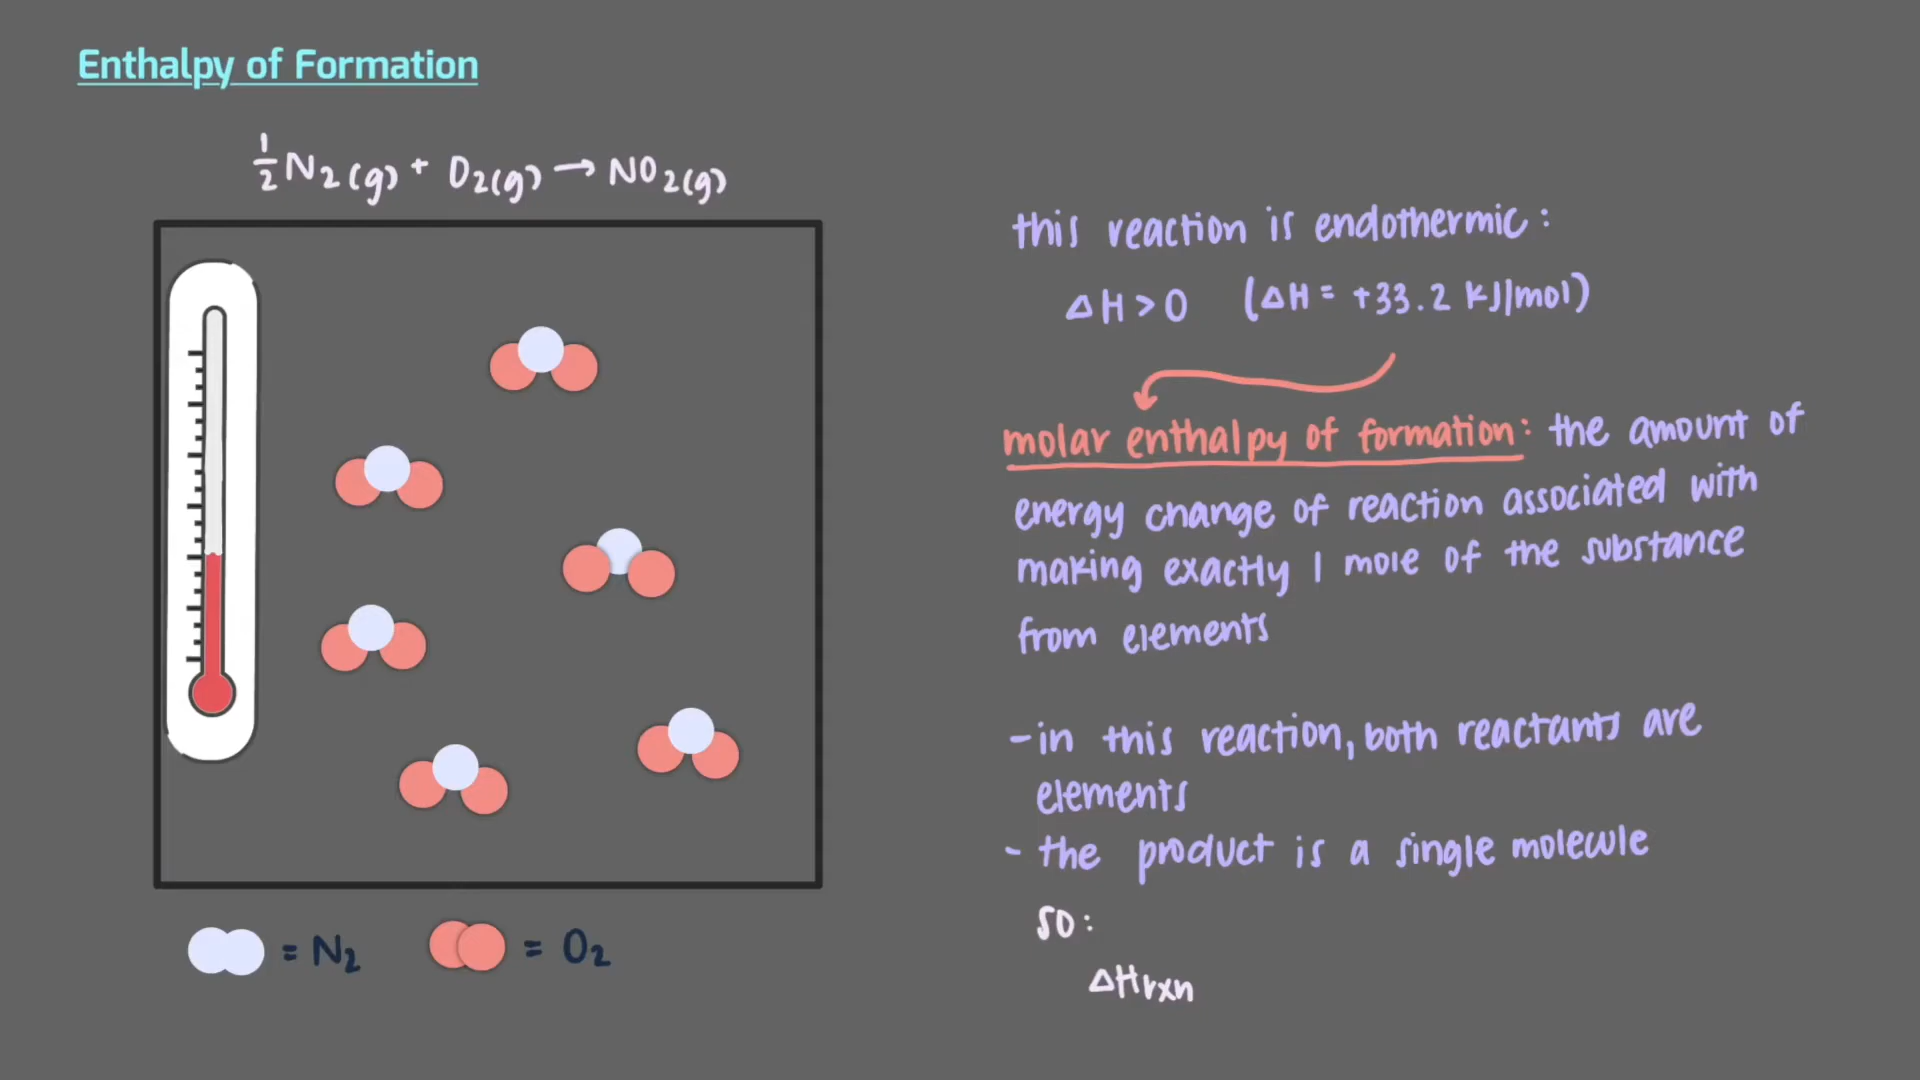 Enthalpy of Formation
½N₂(g) + O₂(g) → NO₂(g)
this reaction is endothermic:
ΔH > 0 (ΔH = +33.2 kJ/mol)
molar enthalpy of formation: the amount of
energy change of reaction associated with
making exactly 1 mole of the substance
from elements
- in this reaction, both reactants are
elements
- the product is a single molecule
so:
ΔHrxn
= N₂
= O₂